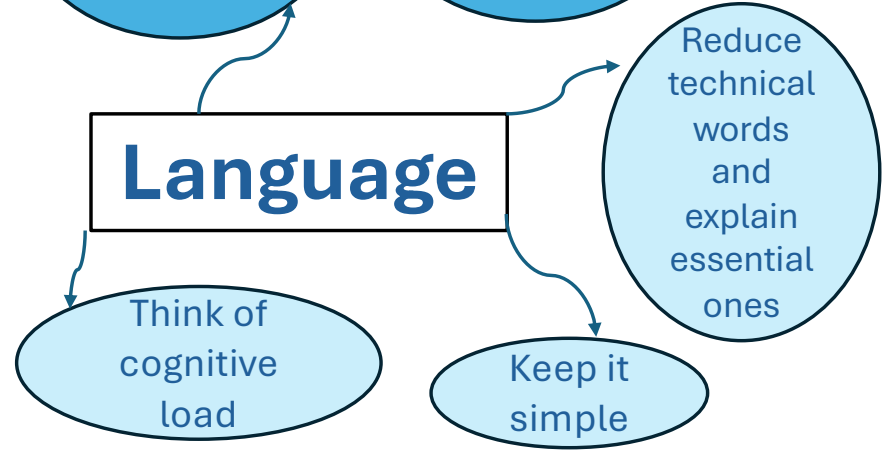 Language
Reduce
technical
words
and
explain
essential
ones
Think of
cognitive
load
Keep it
simple